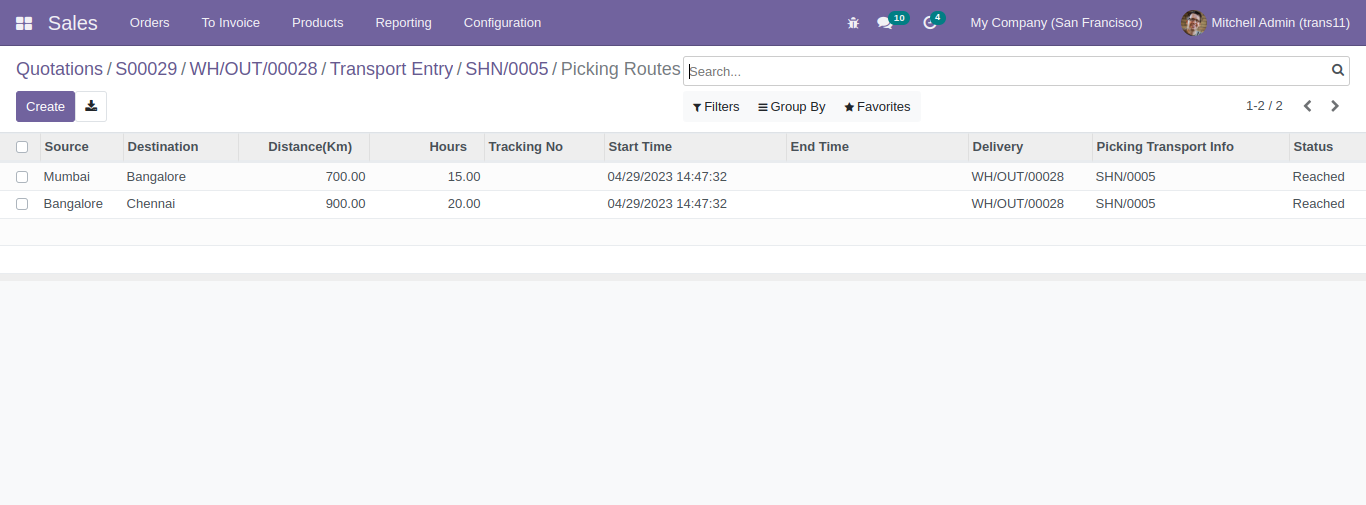 Sales Orders To Invoice Products Reporting Configuration 10 4 My Company (San Francisco) Mitchell Admin (trans11)
Quotations / S00029 / WH/OUT/00028 / Transport Entry / SHN/0005 / Picking Routes Search...
Create Filters Group By Favorites 1-2 / 2
Source Destination Distance(Km) Hours Tracking No Start Time End Time Delivery Picking Transport Info Status
Mumbai Bangalore 700.00 15.00 04/29/2023 14:47:32 WH/OUT/00028 SHN/0005 Reached
Bangalore Chennai 900.00 20.00 04/29/2023 14:47:32 WH/OUT/00028 SHN/0005 Reached